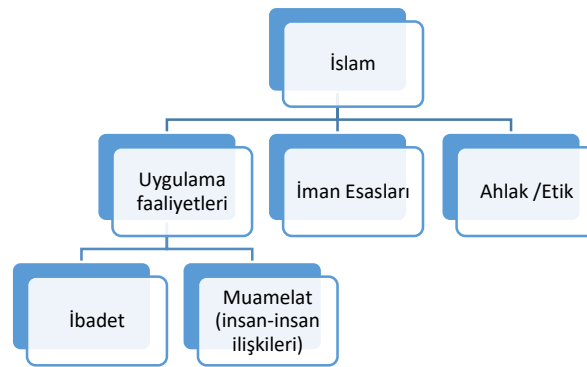 İslam
Uygulama
faaliyetleri
İman Esasları
Ahlak /Etik
İbadet
Muamelat
(insan-insan
ilişkileri)